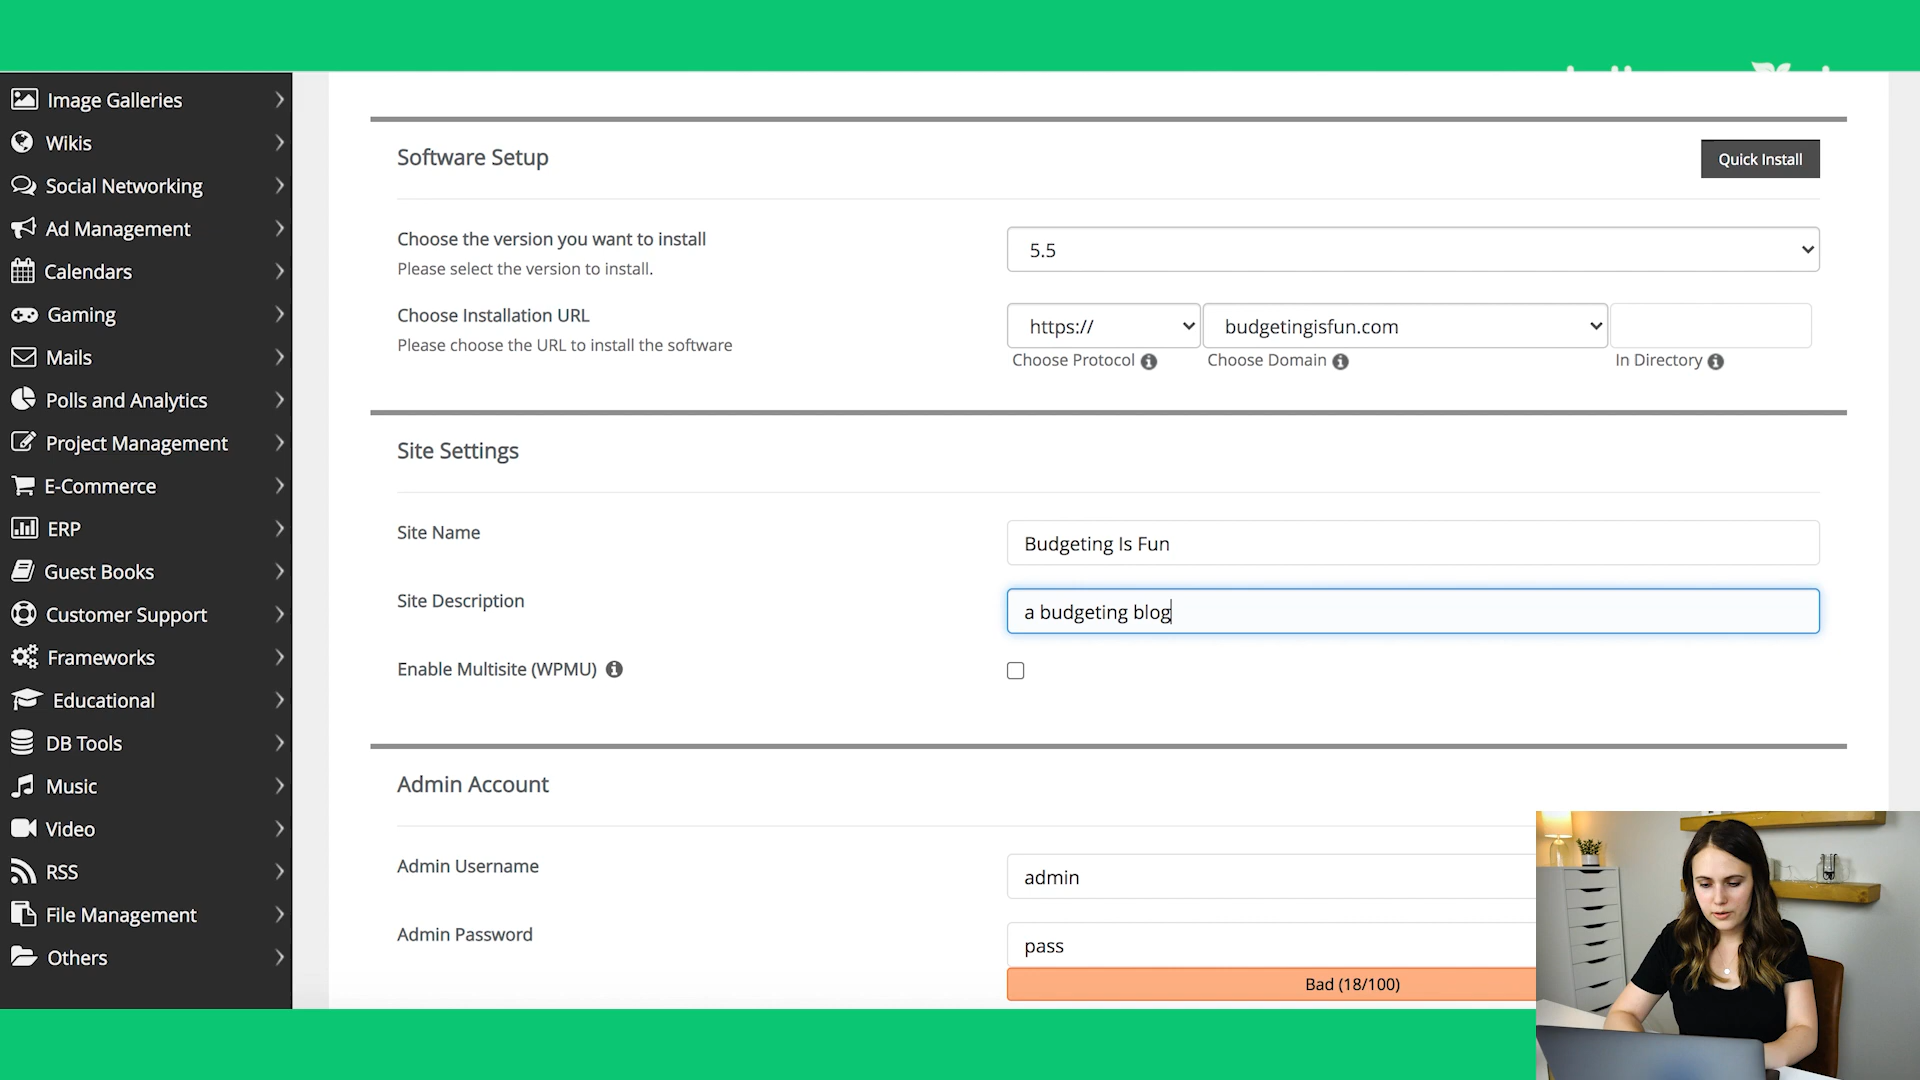 Image Galleries
Wikis
Social Networking
Ad Management
Calendars
Gaming
Mails
Polls and Analytics
Project Management
E-Commerce
ERP
Guest Books
Customer Support
Frameworks
Educational
DB Tools
Music
Video
RSS
File Management
Others
Software Setup
Quick Install
Choose the version you want to install
Please select the version to install.
5.5
Choose Installation URL
Please choose the URL to install the software
https://
budgetingisfun.com
Choose Protocol
Choose Domain
In Directory
Site Settings
Site Name
Budgeting Is Fun
Site Description
a budgeting blog
Enable Multisite (WPMU)
Admin Account
Admin Username
admin
Admin Password
pass
Bad (18/100)